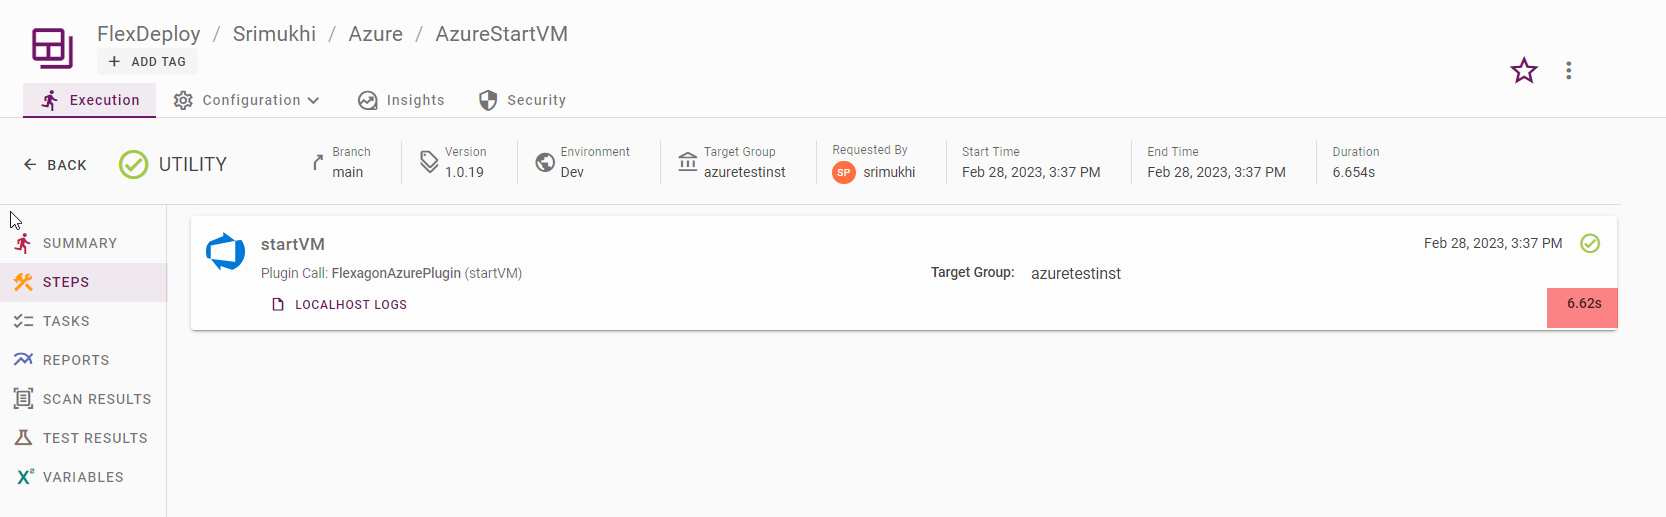 FlexDeploy / Srimukhi / Azure / AzureStartVM
+ ADD TAG
Execution Configuration Insights Security
BACK UTILITY
Branch Version Environment Target Group Requested By Start Time End Time Duration
main 1.0.19 Dev azuretestinst SP srimukhi Feb 28, 2023, 3:37 PM Feb 28, 2023, 3:37 PM 6.654s
SUMMARY
STEPS
TASKS
REPORTS
SCAN RESULTS
TEST RESULTS
X² VARIABLES
startVM Feb 28, 2023, 3:37 PM
Plugin Call: FlexagonAzurePlugin (startVM) Target Group: azuretestinst
LOCALHOST LOGS 6.62s